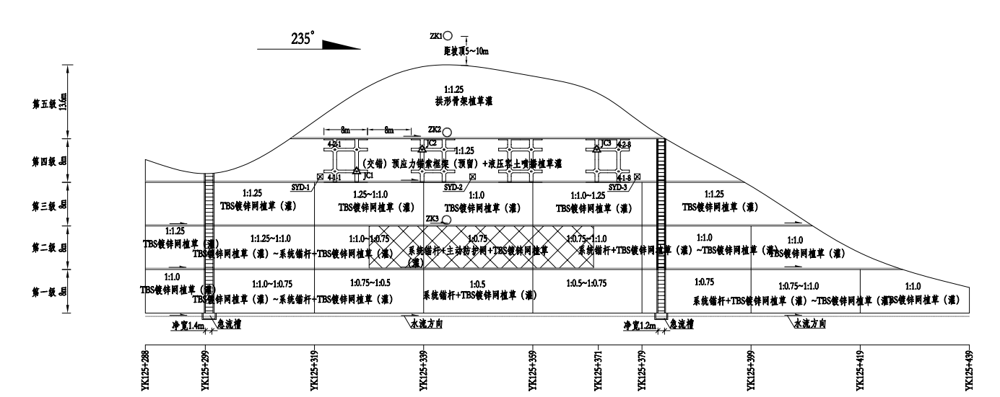 235°
ZK1
距坡顶5~10m
第五级
13.6m
1:1.25
拱形骨架植草灌
8m
8m
ZK2
第四级
8m
4-2-1
JC2
JC3
4-2-8
1:1.25
(交错) 预应力锚索框架(预留)+液压客土喷播植草灌
4-1-1
JC1
4-1-8
SYD-1
SYD-2
SYD-3
第三级
8m
1:1.25
TBS镀锌网植草(灌)
1.25~1:1.0
TBS镀锌网植草(灌)
1:1.0
TBS镀锌网植草(灌)
1:1.0~1.25
TBS镀锌网植草(灌)
1:1.25
TBS镀锌网植草(灌)
ZK3
第二级
8m
1:1.25
TBS镀锌网植草(灌)
1:1.25~1:1.0
TBS镀锌网植草(灌)~系统锚杆+TBS镀锌网植草(灌)
1:1.0~1:0.75
1:0.75
系统锚杆+主动防护网+TBS镀锌网植草
(灌)
1:0.75~1:1.0
系统锚杆+TBS镀锌网植草(灌)~TBS镀锌网植草(灌)
1:1.0
1:1.0
TBS镀锌网植草(灌)
第一级
8m
1:1.0
TBS镀锌网植草(灌)
1:1.0~1:0.75
TBS镀锌网植草(灌)~系统锚杆+TBS镀锌网植草(灌)
1:0.75~1:0.5
1:0.5
系统锚杆+TBS镀锌网植草(灌)
1:0.5~1:0.75
1:0.75
系统锚杆+TBS镀锌网植草(灌)~TBS镀锌网植草(灌)
1:0.75~1:1.0
1:1.0
TBS镀锌网植草(灌)
净宽1.4m
急流槽
水流方向
净宽1.2m
急流槽
水流方向
YK125+288
YK125+299
YK125+319
YK125+339
YK125+359
YK125+371
YK125+379
YK125+399
YK125+419
YK125+439